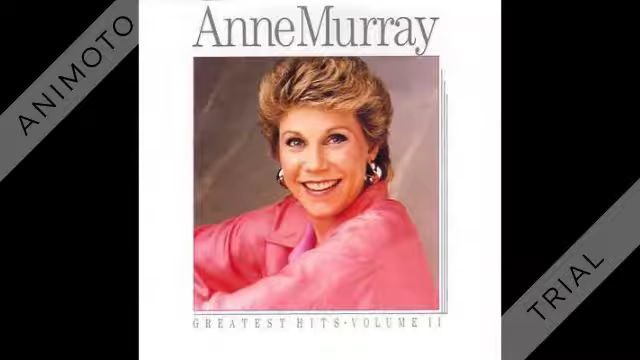 AnneMurray
ANIMOTO
GREATEST HITS·VOLUME II
TRIAL